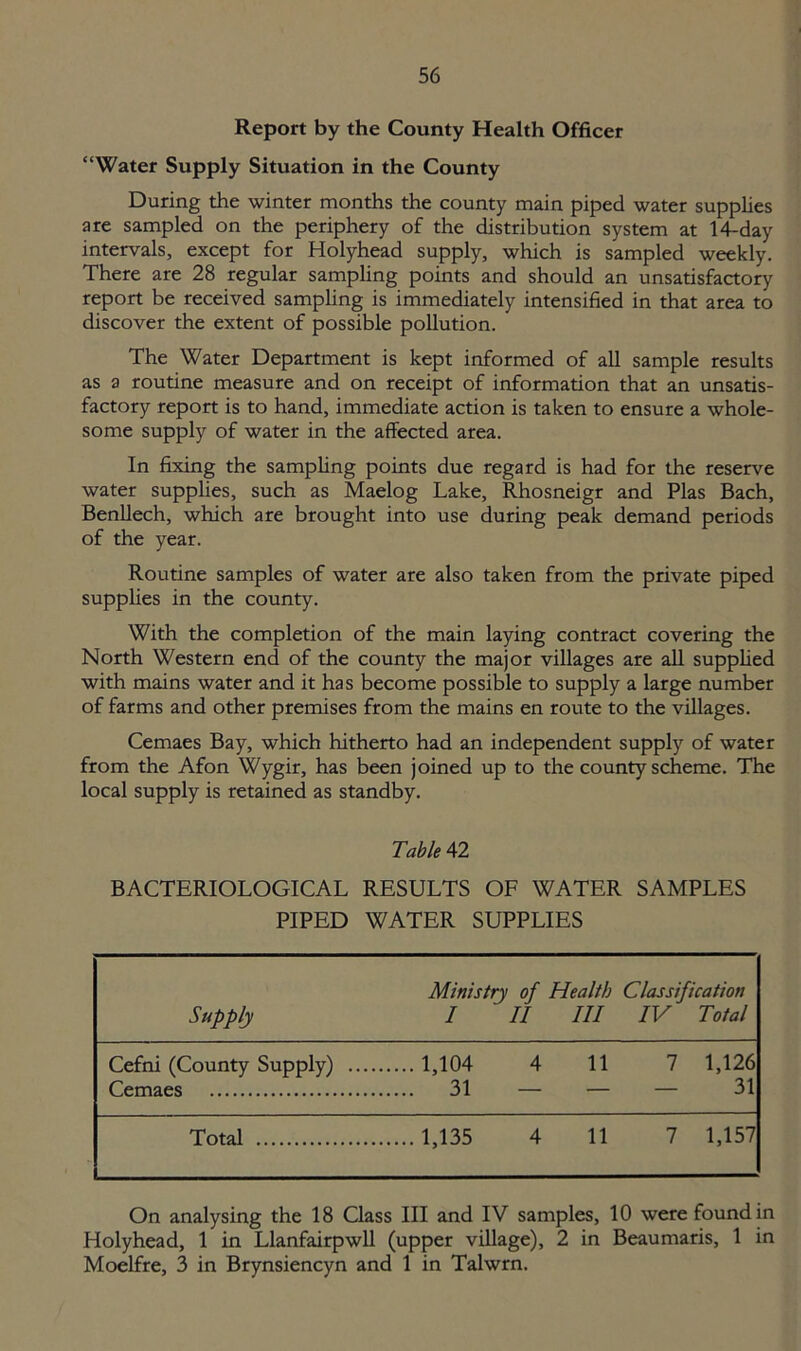 56
Report by the County Health Officer
“Water Supply Situation in the County
During the winter months the county main piped water supplies
are sampled on the periphery of the distribution system at 14-day
intervals, except for Holyhead supply, which is sampled weekly.
There are 28 regular sampling points and should an unsatisfactory
report be received sampling is immediately intensified in that area to
discover the extent of possible pollution.
The Water Department is kept informed of all sample results
as a routine measure and on receipt of information that an unsatis-
factory report is to hand, immediate action is taken to ensure a whole-
some supply of water in the affected area.
In fixing the sampling points due regard is had for the reserve
water supplies, such as Maelog Lake, Rhosneigr and Plas Bach,
Benllech, which are brought into use during peak demand periods
of the year.
Routine samples of water are also taken from the private piped
supplies in the county.
With the completion of the main laying contract covering the
North Western end of the county the major villages are all supplied
with mains water and it has become possible to supply a large number
of farms and other premises from the mains en route to the villages.
Cemaes Bay, which hitherto had an independent supply of water
from the Afon Wygir, has been joined up to the county scheme. The
local supply is retained as standby.
Table 42
BACTERIOLOGICAL RESULTS OF WATER SAMPLES
PIPED WATER SUPPLIES
Ministry of Health Classification
Supply I II III IV Total
Cefni (County Supply) .......... 1,104 4 11 7 1,126
Cemaes .............................. 31 — — — 31
Total ....................... 1,135 4 11 7 1,157
On analysing the 18 Class III and IV samples, 10 were found in
Holyhead, 1 in Llanfairpwll (upper village), 2 in Beaumaris, 1 in
Moelfre, 3 in Brynsiencyn and 1 in Talwrn.